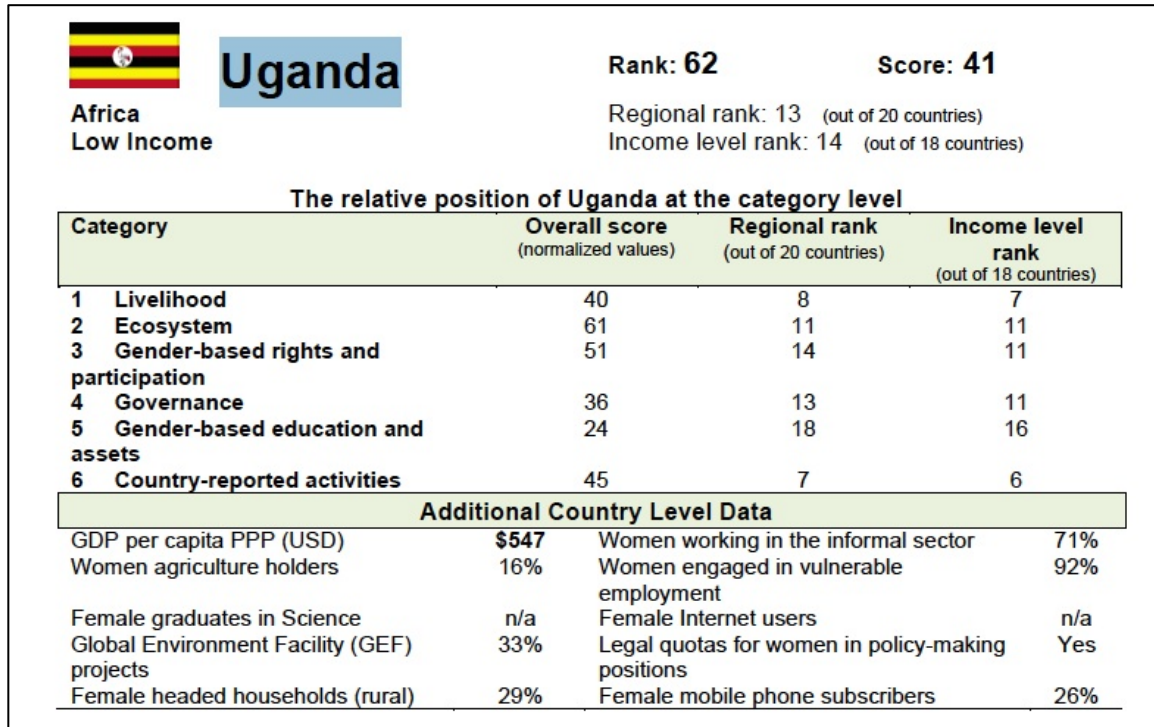 Uganda
Rank: 62 Score: 41
Africa
Low Income
Regional rank: 13 (out of 20 countries)
Income level rank: 14 (out of 18 countries)
The relative position of Uganda at the category level
Category Overall score Regional rank Income level
(normalized values) (out of 20 countries) rank
(out of 18 countries)
1 Livelihood 40 8 7
2 Ecosystem 61 11 11
3 Gender-based rights and 51 14 11
participation
4 Governance 36 13 11
5 Gender-based education and 24 18 16
assets
6 Country-reported activities 45 7 6
Additional Country Level Data
GDP per capita PPP (USD) $547 Women working in the informal sector 71%
Women agriculture holders 16% Women engaged in vulnerable 92%
employment
Female graduates in Science n/a Female Internet users n/a
Global Environment Facility (GEF) 33% Legal quotas for women in policy-making Yes
projects positions
Female headed households (rural) 29% Female mobile phone subscribers 26%